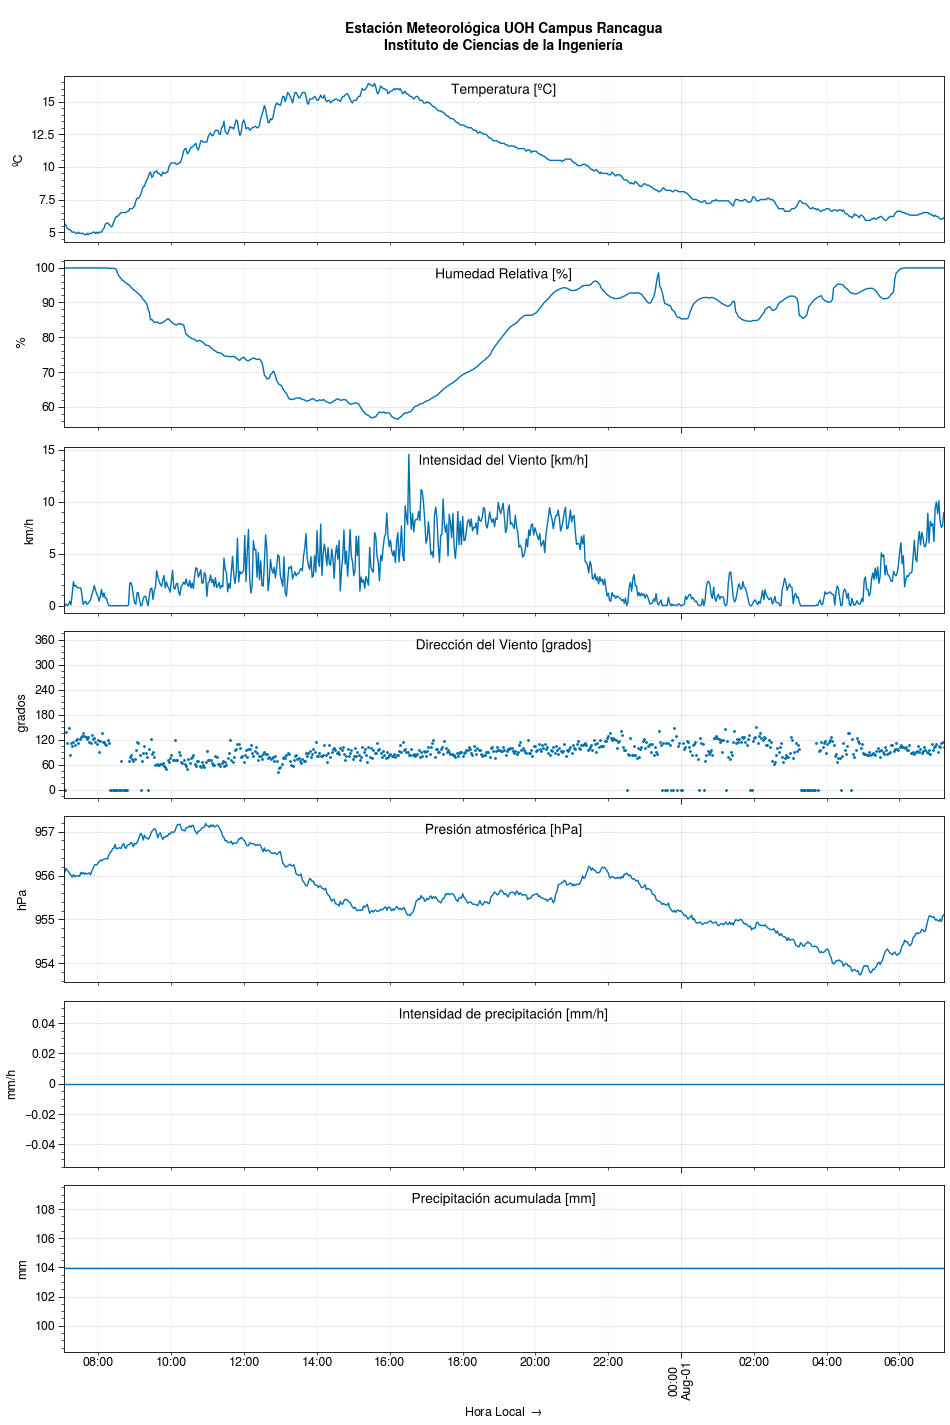 Estación Meteorológica UOH Campus Rancagua
Instituto de Ciencias de la Ingeniería
Temperatura [ºC]
ºC
15
12.5
10
7.5
5
Humedad Relativa [%]
%
100
90
80
70
60
Intensidad del Viento [km/h]
km/h
15
10
5
0
Dirección del Viento [grados]
grados
360
300
240
180
120
60
0
Presión atmosférica [hPa]
hPa
957
956
955
954
Intensidad de precipitación [mm/h]
mm/h
0.04
0.02
0
−0.02
−0.04
Precipitación acumulada [mm]
mm
108
106
104
102
100
08:00 10:00 12:00 14:00 16:00 18:00 20:00 22:00 00:00 02:00 04:00 06:00
Aug-01
Hora Local →